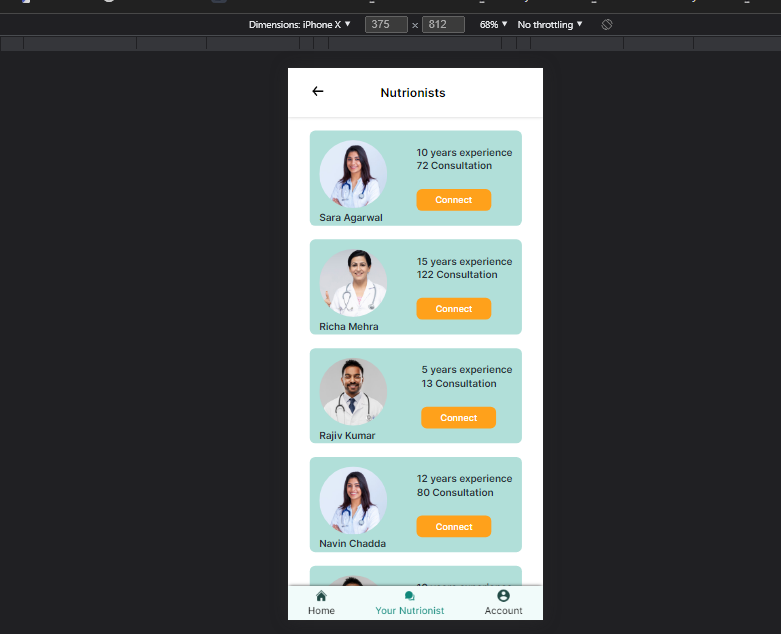 Dimensions: iPhone X ▼ 375 × 812 68% ▼ No throttling ▼
Nutrionists
10 years experience
72 Consultation
Connect
Sara Agarwal
15 years experience
122 Consultation
Connect
Richa Mehra
5 years experience
13 Consultation
Connect
Rajiv Kumar
12 years experience
80 Consultation
Connect
Navin Chadda
Home Your Nutrionist Account